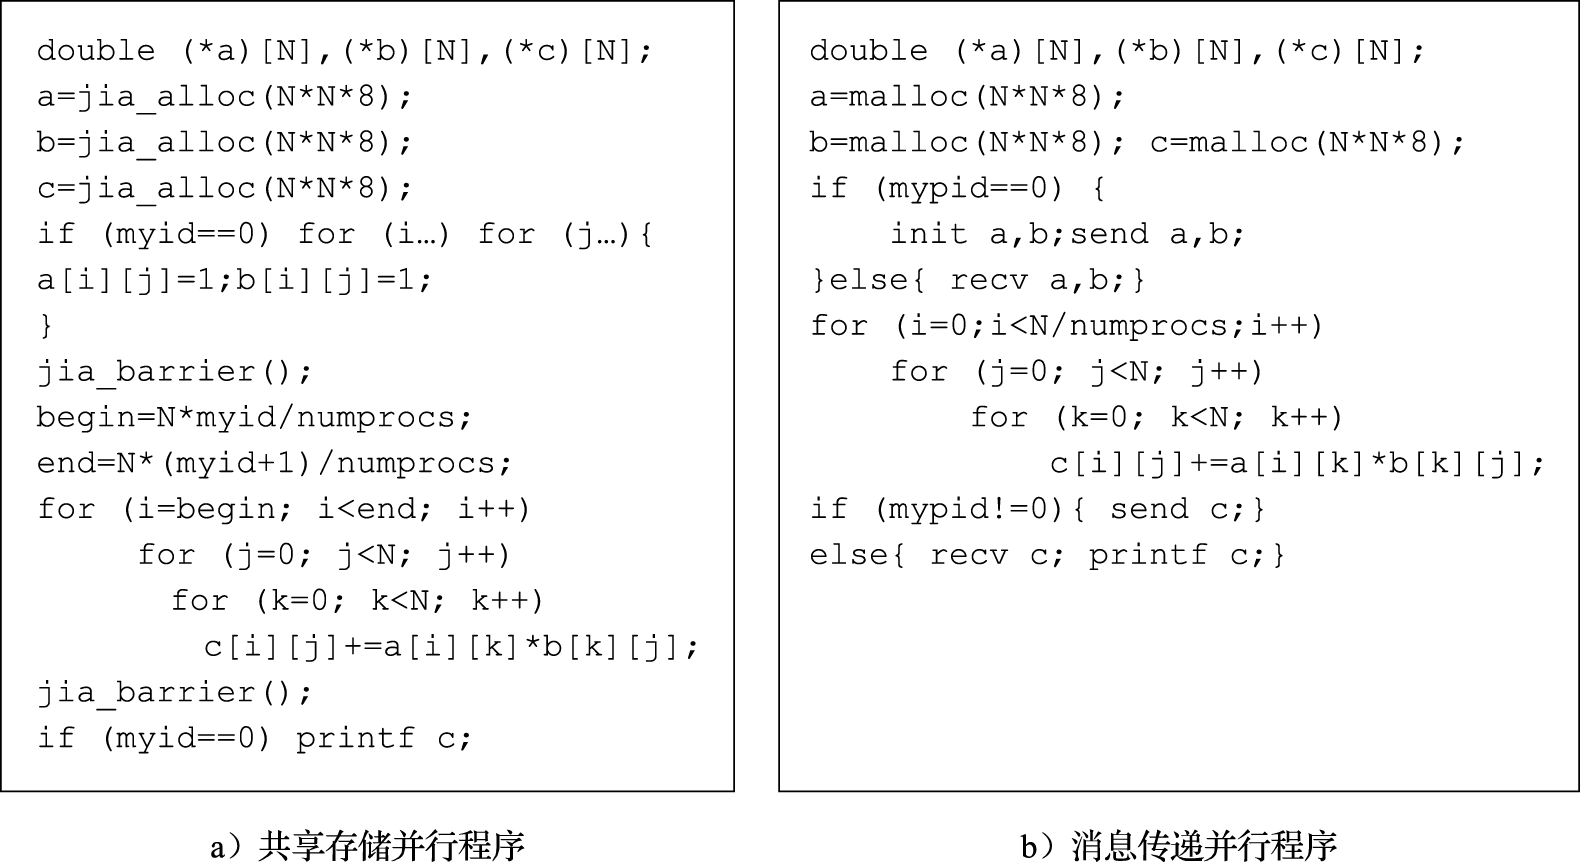 double (*a)[N],(*b)[N],(*c)[N];
a=jia_alloc(N*N*8);
b=jia_alloc(N*N*8);
c=jia_alloc(N*N*8);
if (myid==0) for (i…) for (j…){
a[i][j]=1;b[i][j]=1;
}
jia_barrier();
begin=N*myid/numprocs;
end=N*(myid+1)/numprocs;
for (i=begin; i<end; i++)
for (j=0; j<N; j++)
for (k=0; k<N; k++)
c[i][j]+=a[i][k]*b[k][j];
jia_barrier();
if (myid==0) printf c;
a）共享存储并行程序
double (*a)[N],(*b)[N],(*c)[N];
a=malloc(N*N*8);
b=malloc(N*N*8); c=malloc(N*N*8);
if (mypid==0) {
init a,b;send a,b;
}else{ recv a,b;}
for (i=0;i<N/numprocs;i++)
for (j=0; j<N; j++)
for (k=0; k<N; k++)
c[i][j]+=a[i][k]*b[k][j];
if (mypid!=0){ send c;}
else{ recv c; printf c;}
b）消息传递并行程序